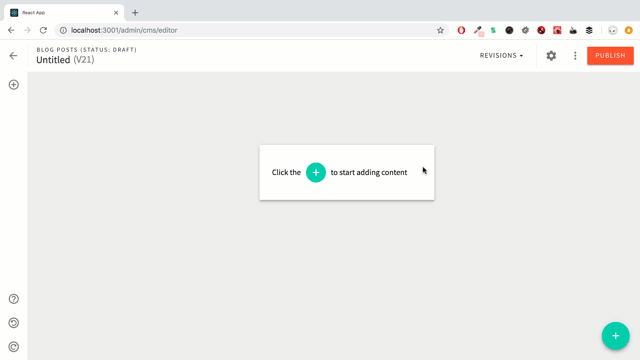 React App
localhost:3001/admin/cms/editor
BLOG POSTS (STATUS: DRAFT)
Untitled (V21)
REVISIONS
PUBLISH
Click the + to start adding content